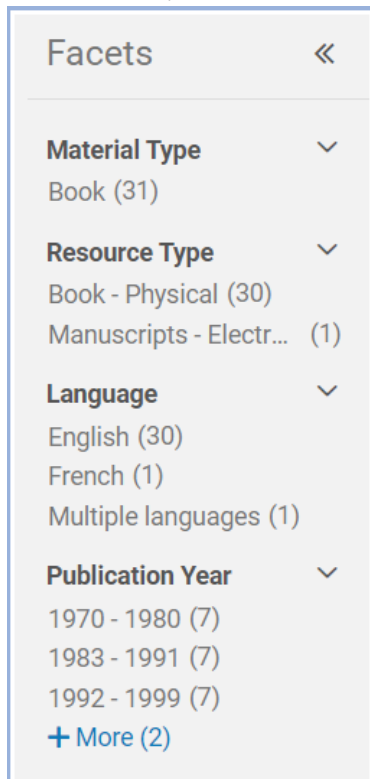 Facets
Material Type
Book (31)
Resource Type
Book - Physical (30)
Manuscripts - Electr... (1)
Language
English (30)
French (1)
Multiple languages (1)
Publication Year
1970 - 1980 (7)
1983 - 1991 (7)
1992 - 1999 (7)
+ More (2)